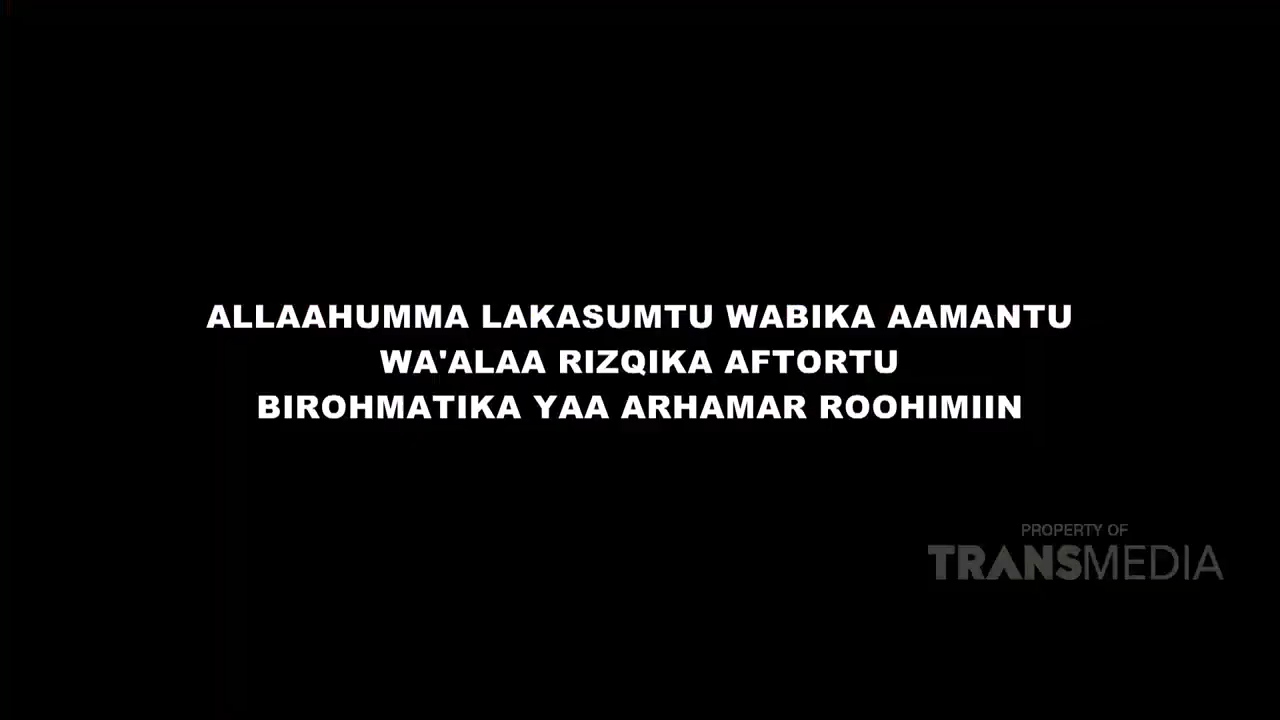 ALLAAHUMMA LAKASUMTU WABIKA AAMANTU
WA'ALAA RIZQIKA AFTORTU
BIROHMATIKA YAA ARHAMAR ROOHIMIIN
PROPERTY OF
TRANSMEDIA